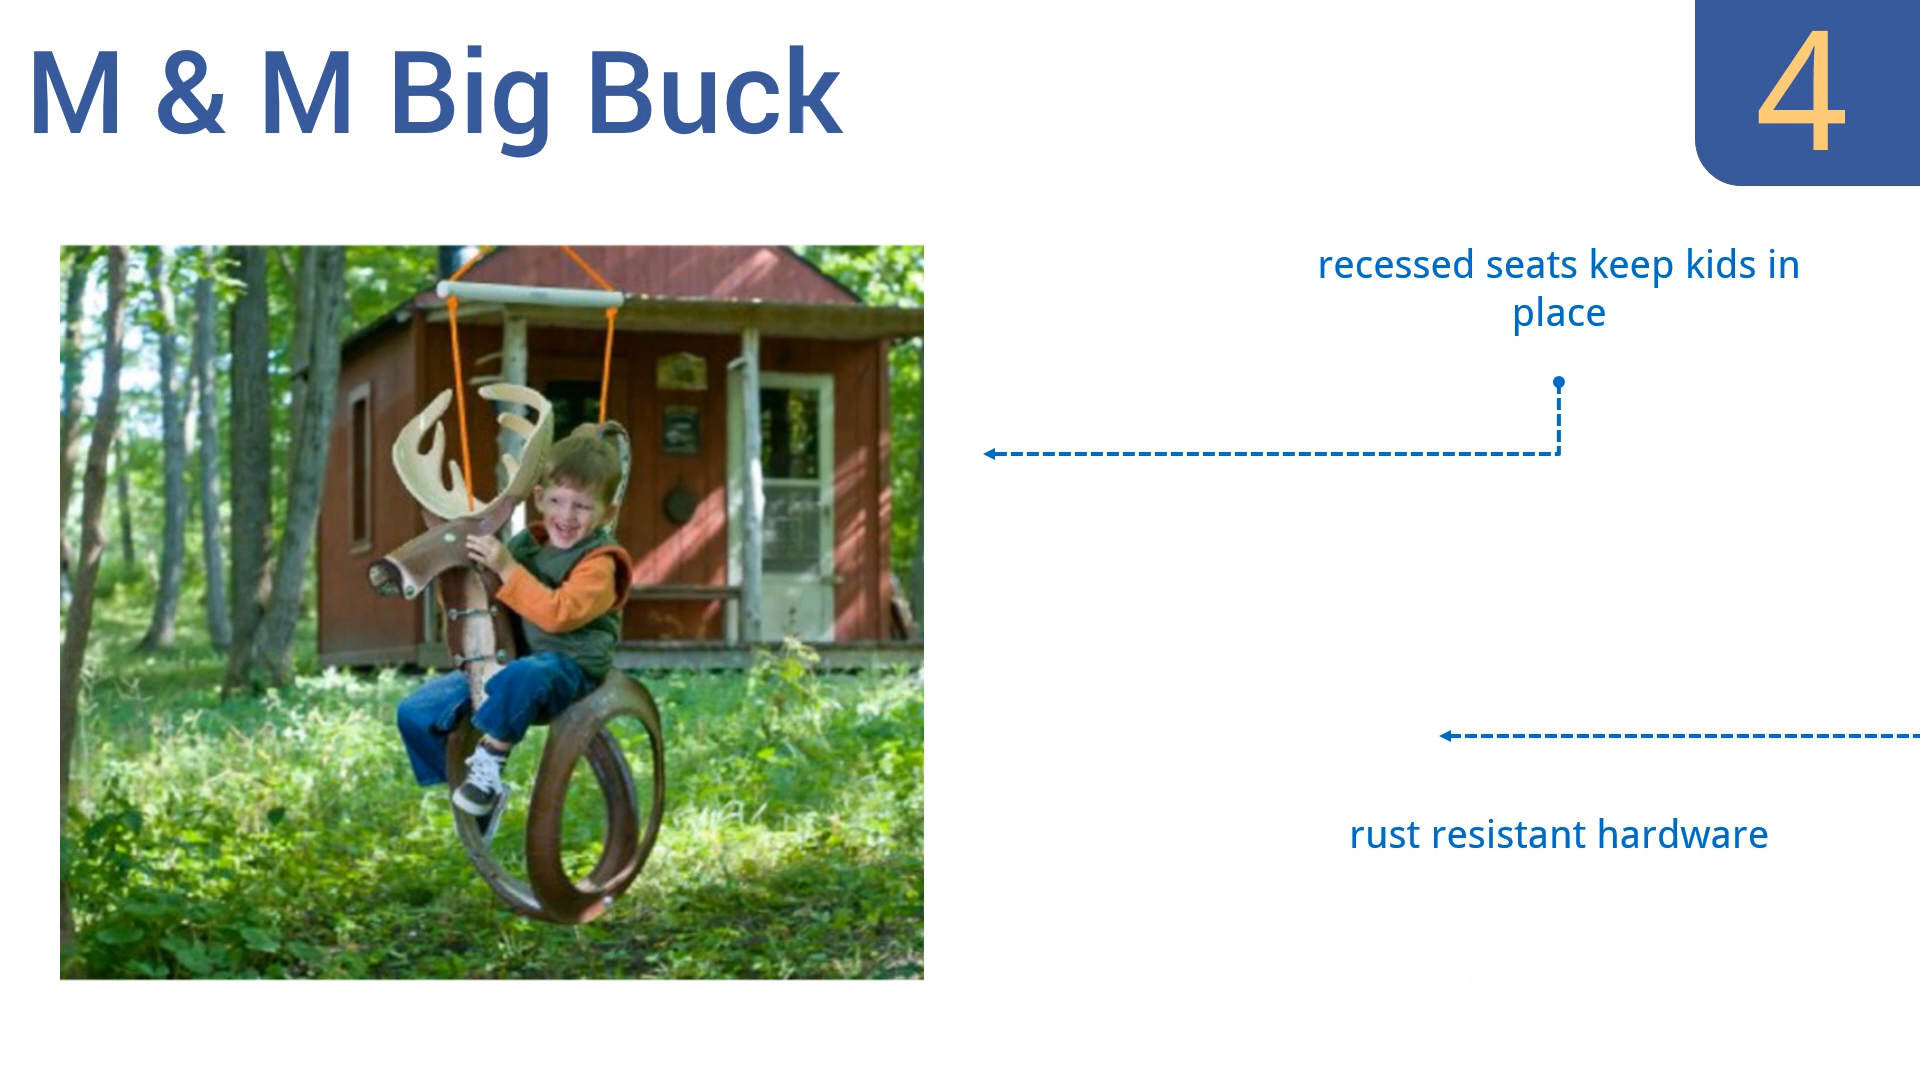 M & M Big Buck
4
recessed seats keep kids in
place
rust resistant hardware